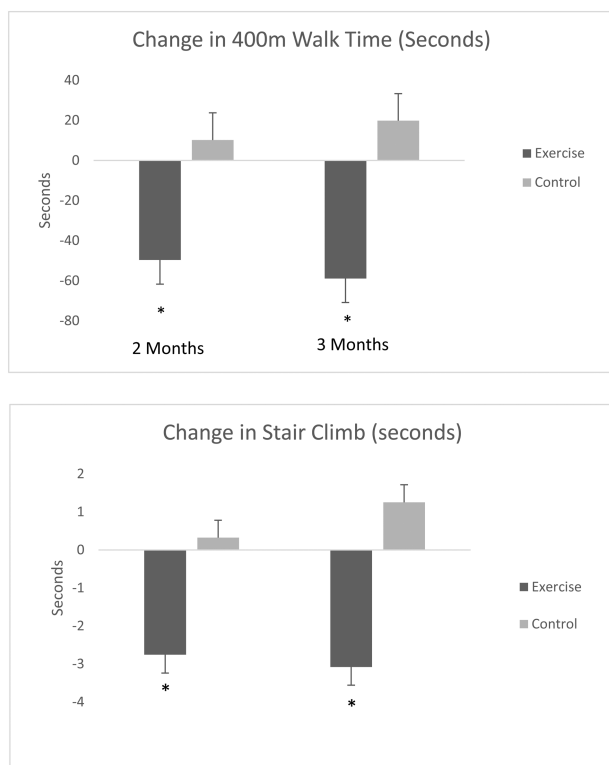 Change in 400m Walk Time (Seconds)
40
20
0
-20
-40
-60
-80
Seconds
* *
2 Months 3 Months
Exercise
Control
Change in Stair Climb (seconds)
2
1
0
-1
-2
-3
-4
Seconds
* *
Exercise
Control